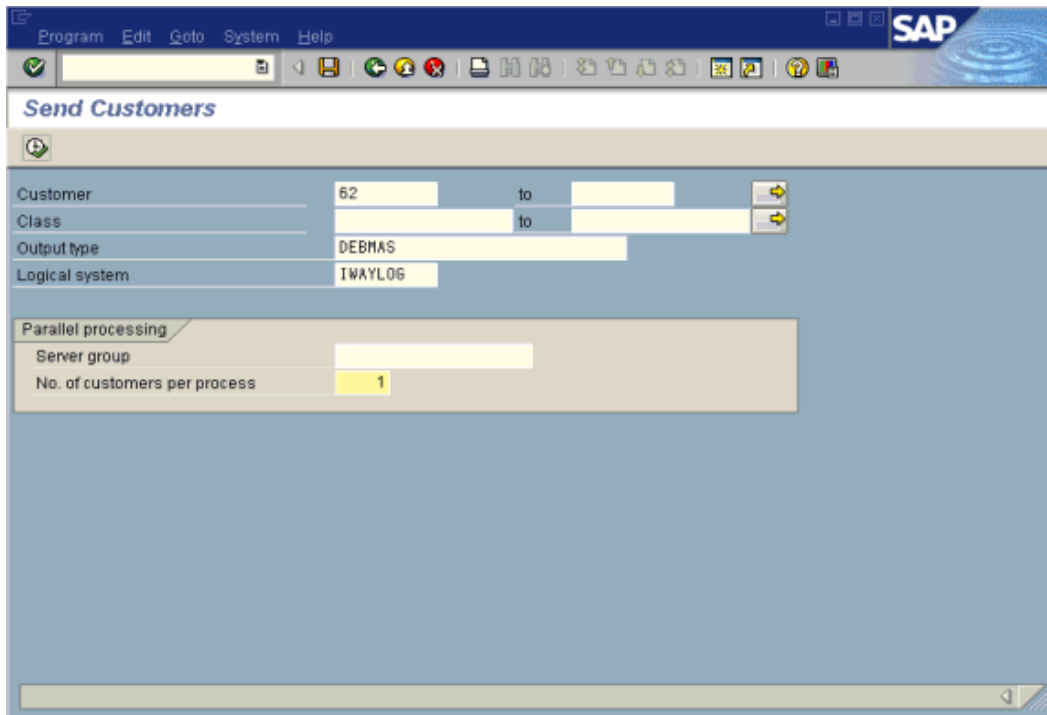 Program Edit Goto System Help
SAP
Send Customers
Customer 62 to
Class to
Output type DEBMAS
Logical system IWAYLOG
Parallel processing
Server group
No. of customers per process 1